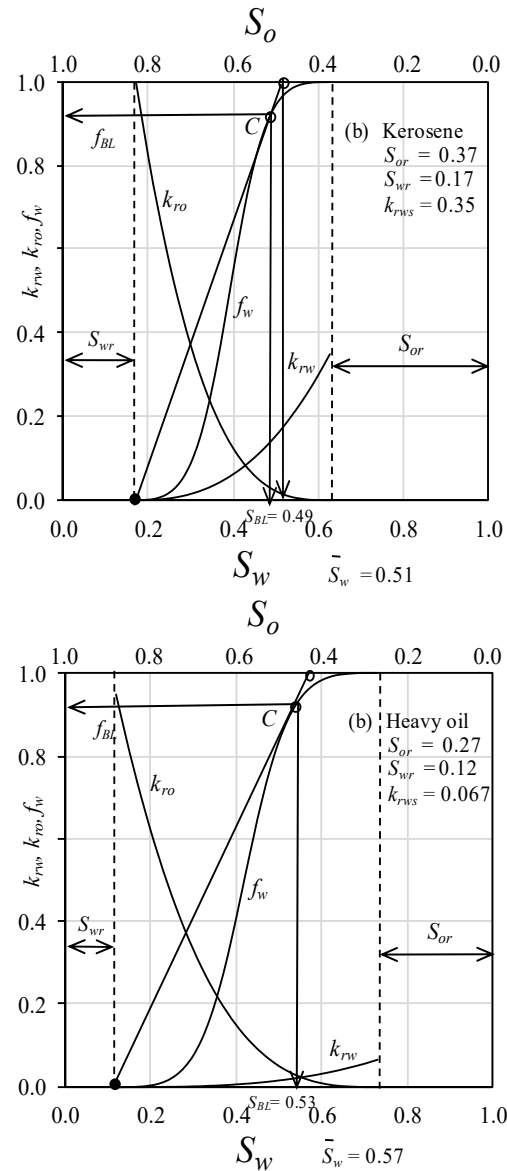 S_o
1.0 0.8 0.6 0.4 0.2 0.0
1.0
C
f_BL
(b) Kerosene
S_or = 0.37
0.8
S_wr = 0.17
k_ro
k_rws = 0.35
k_rw, k_ro, f_w
f_w
0.4
S_wr
k_rw
S_or
0.2
0.0
S_BL= 0.49
0.0 0.2 0.4 0.6 0.8 1.0
S_w
S̄_w =0.51
S_o
1.0 0.8 0.6 0.4 0.2 0.0
1.0
C
f_BL
(b) Heavy oil
S_or = 0.27
0.8
S_wr = 0.12
k_ro
k_rws = 0.067
k_rw, k_ro, f_w
f_w
0.4
S_wr
S_or
0.2
k_rw
0.0
S_BL= 0.53
0.0 0.2 0.4 0.6 0.8 1.0
S_w
S̄_w =0.57